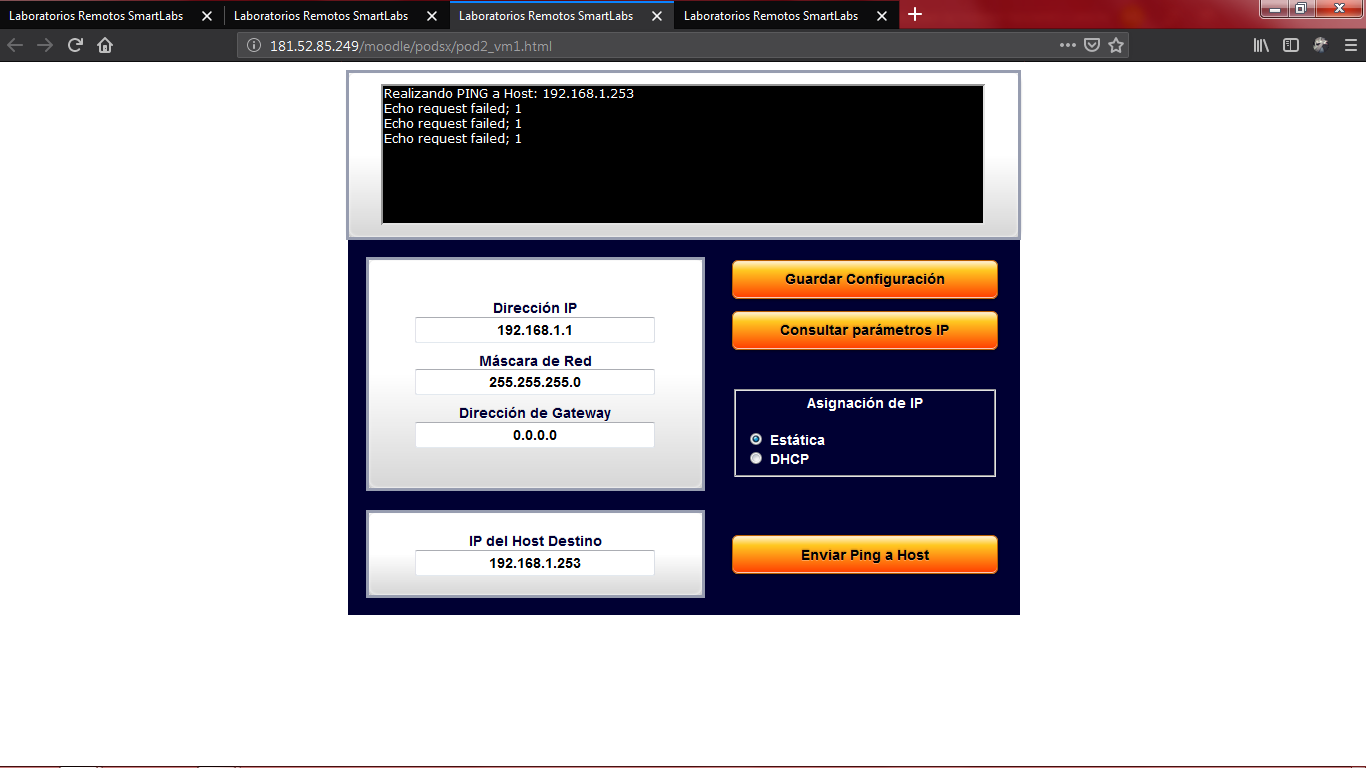 Laboratorios Remotos SmartLabs
Laboratorios Remotos SmartLabs
Laboratorios Remotos SmartLabs
Laboratorios Remotos SmartLabs
181.52.85.249/moodle/podsx/pod2_vm1.html
Realizando PING a Host: 192.168.1.253
Echo request failed; 1
Echo request failed; 1
Echo request failed; 1
Dirección IP
192.168.1.1
Máscara de Red
255.255.255.0
Dirección de Gateway
0.0.0.0
Guardar Configuración
Consultar parámetros IP
Asignación de IP
Estática
DHCP
IP del Host Destino
192.168.1.253
Enviar Ping a Host